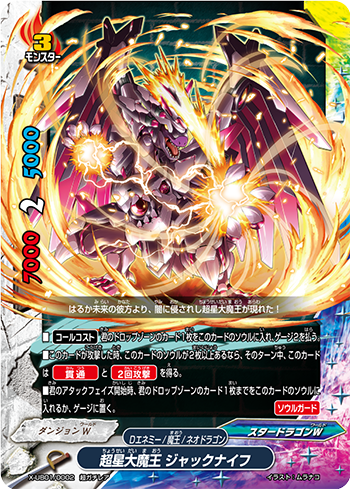 3
モンスター
5000
2
7000
はるか未来の彼方より、闇に侵されし超星大魔王が現れた!
■コールコスト 君のドロップゾーンのカード1枚をこのカードのソウルに入れ、ゲージ2を払う。
■このカードが攻撃した時、このカードのソウルが2枚以上あるなら、そのターン中、このカードは 貫通 と 2回攻撃 を得る。
■君のアタックフェイズ開始時、君のドロップゾーンのカード1枚までをこのカードのソウルに入れるか、ゲージに置く。
ソウルガード
ダンジョンW
スタードラゴンW
Dエネミー/魔王/ネオドラゴン
超星大魔王 ジャックナイフ
X-UB01/0002 超ガチレア
イラスト:ムラナコ